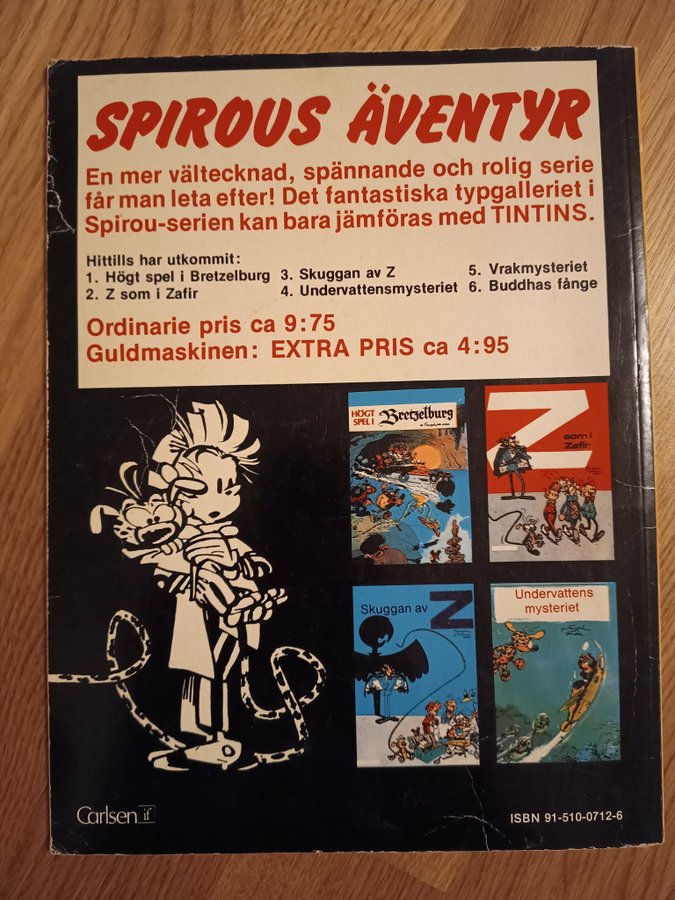 SPIROUS ÄVENTYR
En mer vältecknad, spännande och rolig serie
får man leta efter! Det fantastiska typgalleriet i
Spirou-serien kan bara jämföras med TINTINS.
Hittills har utkommit:
1. Högt spel i Bretzelburg 3. Skuggan av Z 5. Vrakmysteriet
2. Z som i Zafir 4. Undervattensmysteriet 6. Buddhas fånge
Ordinarie pris ca 9:75
Guldmaskinen: EXTRA PRIS ca 4:95
HÖGT
SPEL I Bretzelburg
Z
som i
Zafir
Skuggan av Z
Undervattens
mysteriet
Carlsen if
ISBN 91-510-0712-6